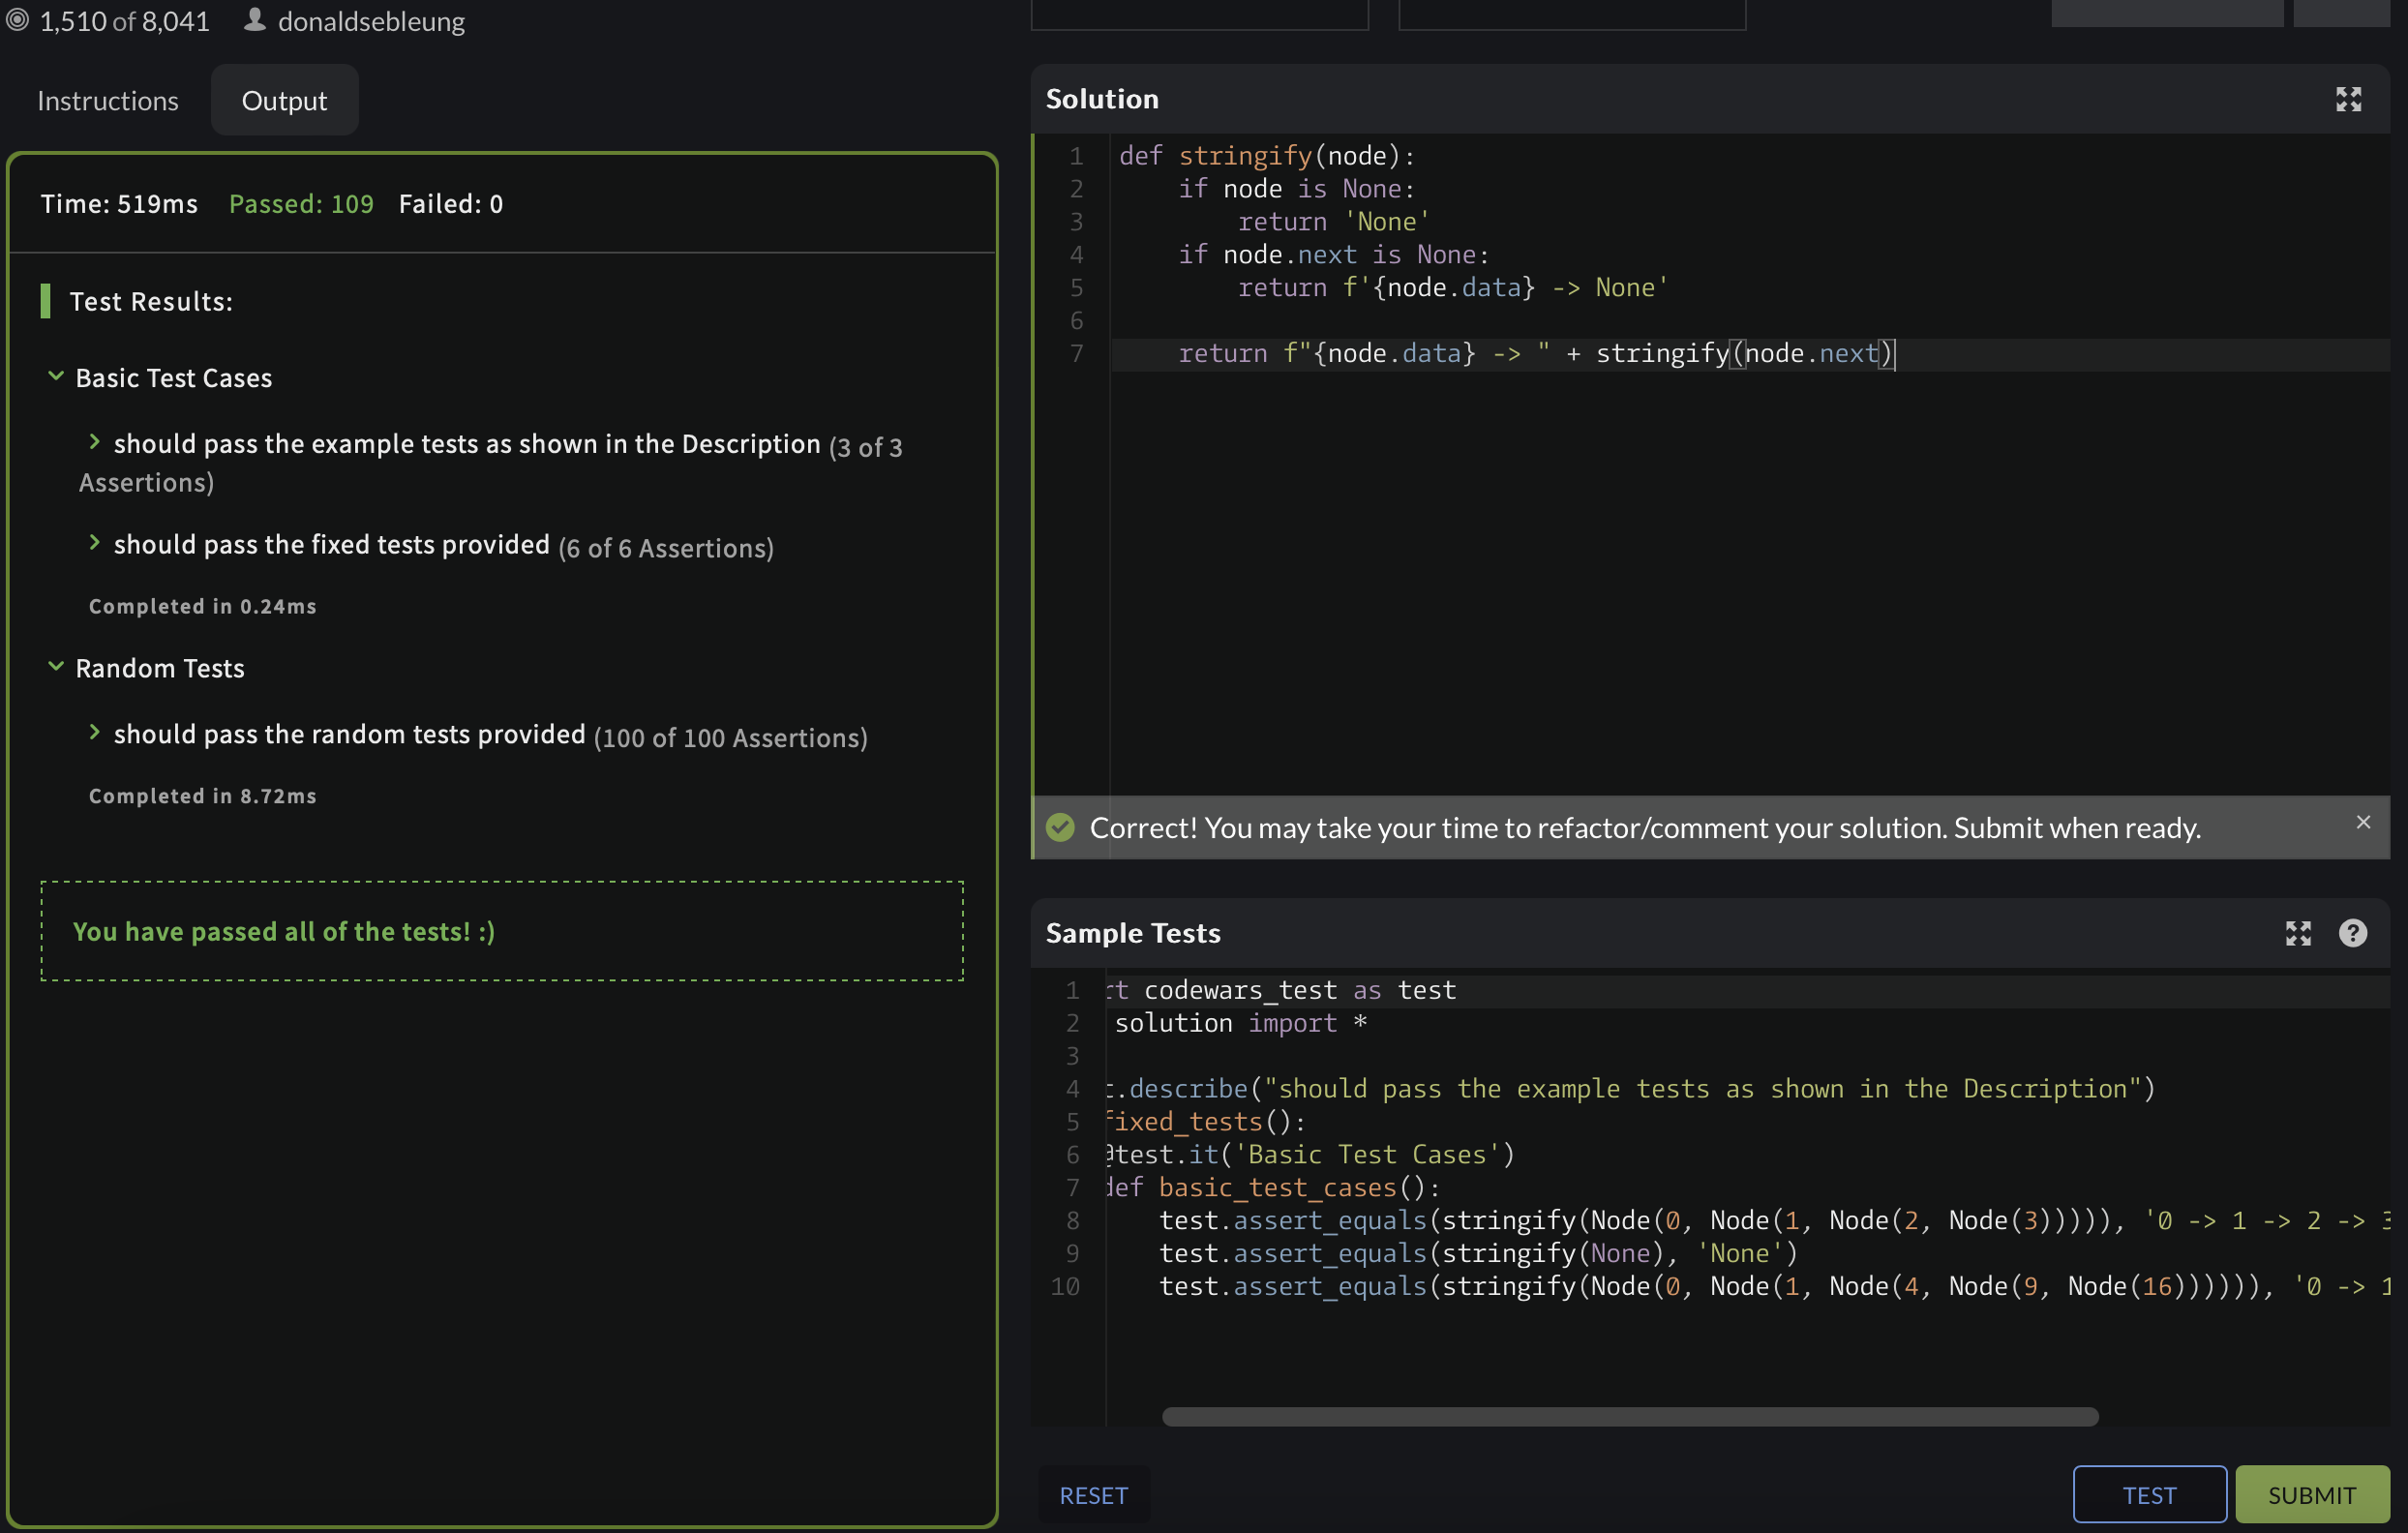 1,510 of 8,041 donaldsebleung
Instructions Output
Time: 519ms Passed: 109 Failed: 0
Test Results:
Basic Test Cases
should pass the example tests as shown in the Description (3 of 3
Assertions)
should pass the fixed tests provided (6 of 6 Assertions)
Completed in 0.24ms
Random Tests
should pass the random tests provided (100 of 100 Assertions)
Completed in 8.72ms
You have passed all of the tests! :)
Solution
1 def stringify(node):
2     if node is None:
3         return 'None'
4     if node.next is None:
5         return f'{node.data} -> None'
6
7     return f"{node.data} -> " + stringify(node.next)
Correct! You may take your time to refactor/comment your solution. Submit when ready.
Sample Tests
1 rt codewars_test as test
2 solution import *
3
4 t.describe("should pass the example tests as shown in the Description")
5 fixed_tests():
6 @test.it('Basic Test Cases')
7 def basic_test_cases():
8     test.assert_equals(stringify(Node(0, Node(1, Node(2, Node(3))))), '0 -> 1 -> 2 -> 3
9     test.assert_equals(stringify(None), 'None')
10     test.assert_equals(stringify(Node(0, Node(1, Node(4, Node(9, Node(16)))))), '0 -> 1
RESET TEST SUBMIT